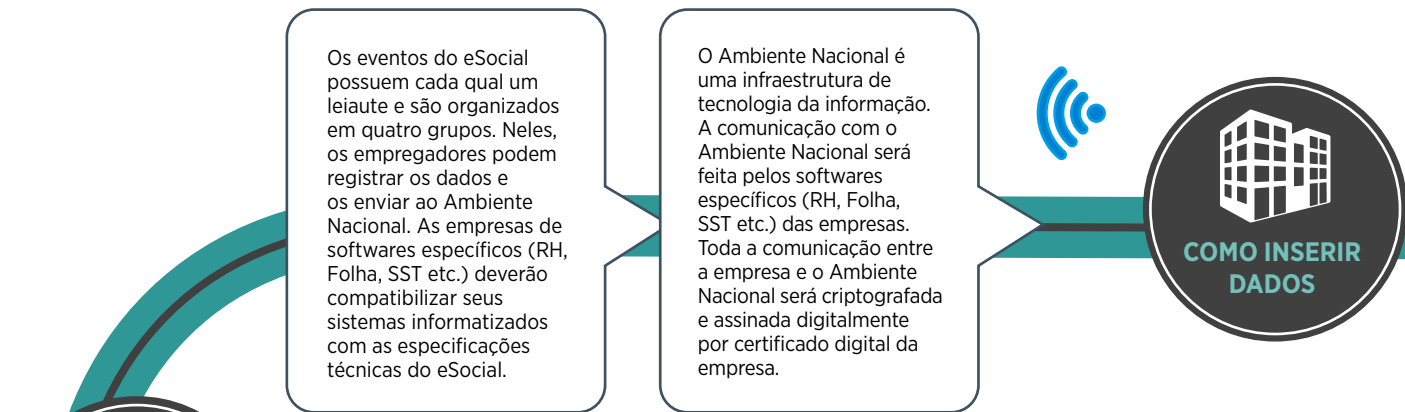 Os eventos do eSocial
possuem cada qual um
leiaute e são organizados
em quatro grupos. Neles,
os empregadores podem
registrar os dados e
os enviar ao Ambiente
Nacional. As empresas de
softwares específicos (RH,
Folha, SST etc.) deverão
compatibilizar seus
sistemas informatizados
com as especificações
técnicas do eSocial.
O Ambiente Nacional é
uma infraestrutura de
tecnologia da informação.
A comunicação com o
Ambiente Nacional será
feita pelos softwares
específicos (RH, Folha,
SST etc.) das empresas.
Toda a comunicação entre
a empresa e o Ambiente
Nacional será criptografada
e assinada digitalmente
por certificado digital da
empresa.
COMO INSERIR
DADOS